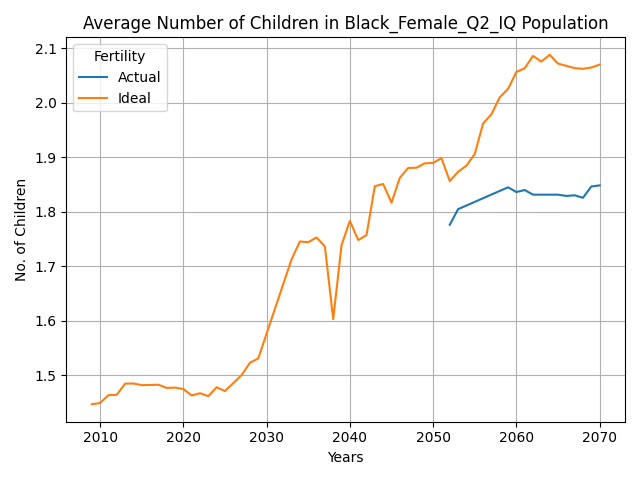 Average Number of Children in Black_Female_Q2_IQ Population
Fertility
Actual
Ideal
No. of Children
2.1
2.0
1.9
1.8
1.7
1.6
1.5
2010 2020 2030 2040 2050 2060 2070
Years